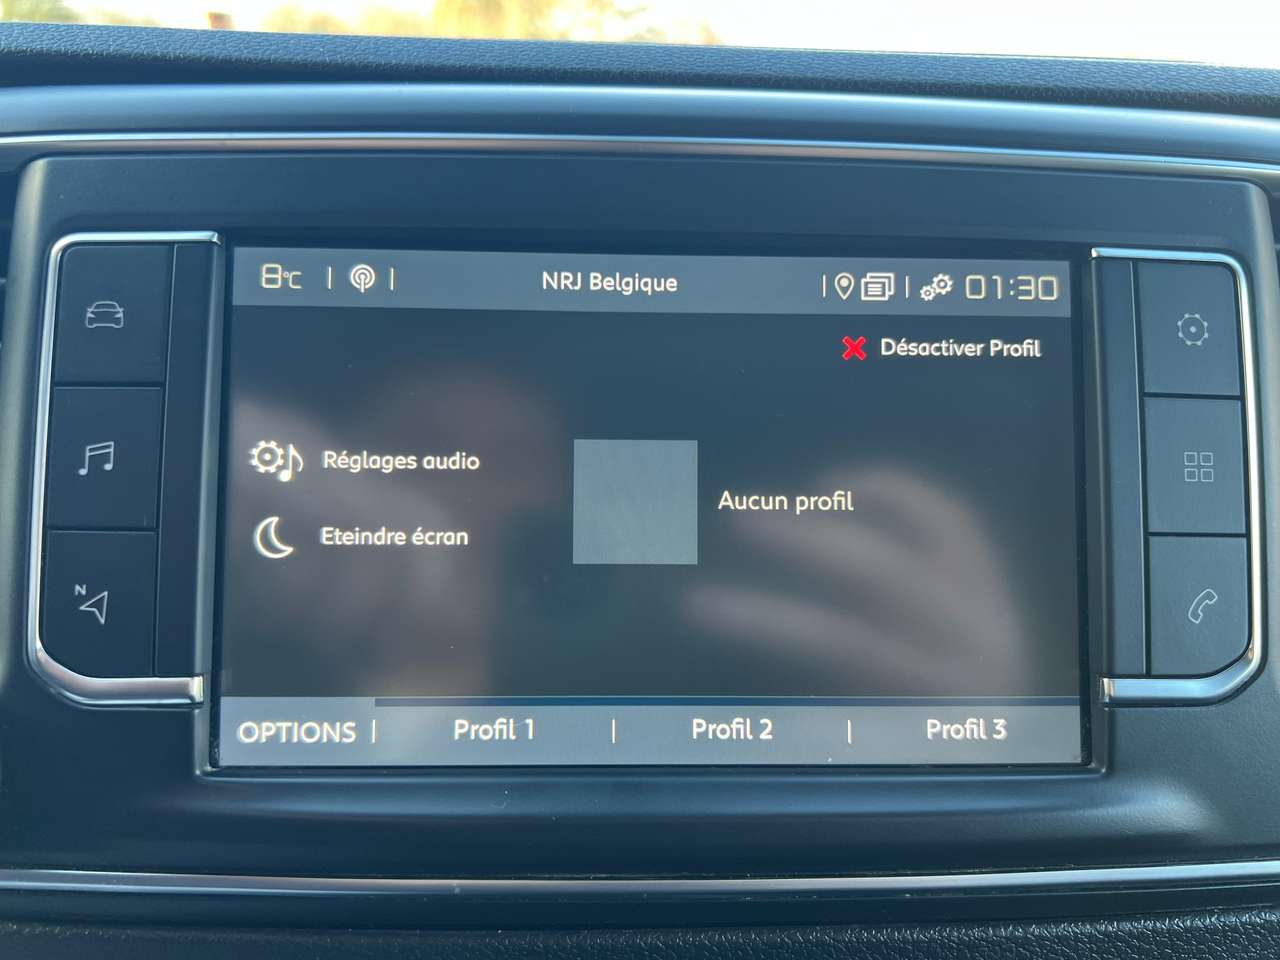 8°C NRJ Belgique 01:30
Désactiver Profil
Réglages audio
Aucun profil
Eteindre écran
N
OPTIONS Profil 1 Profil 2 Profil 3